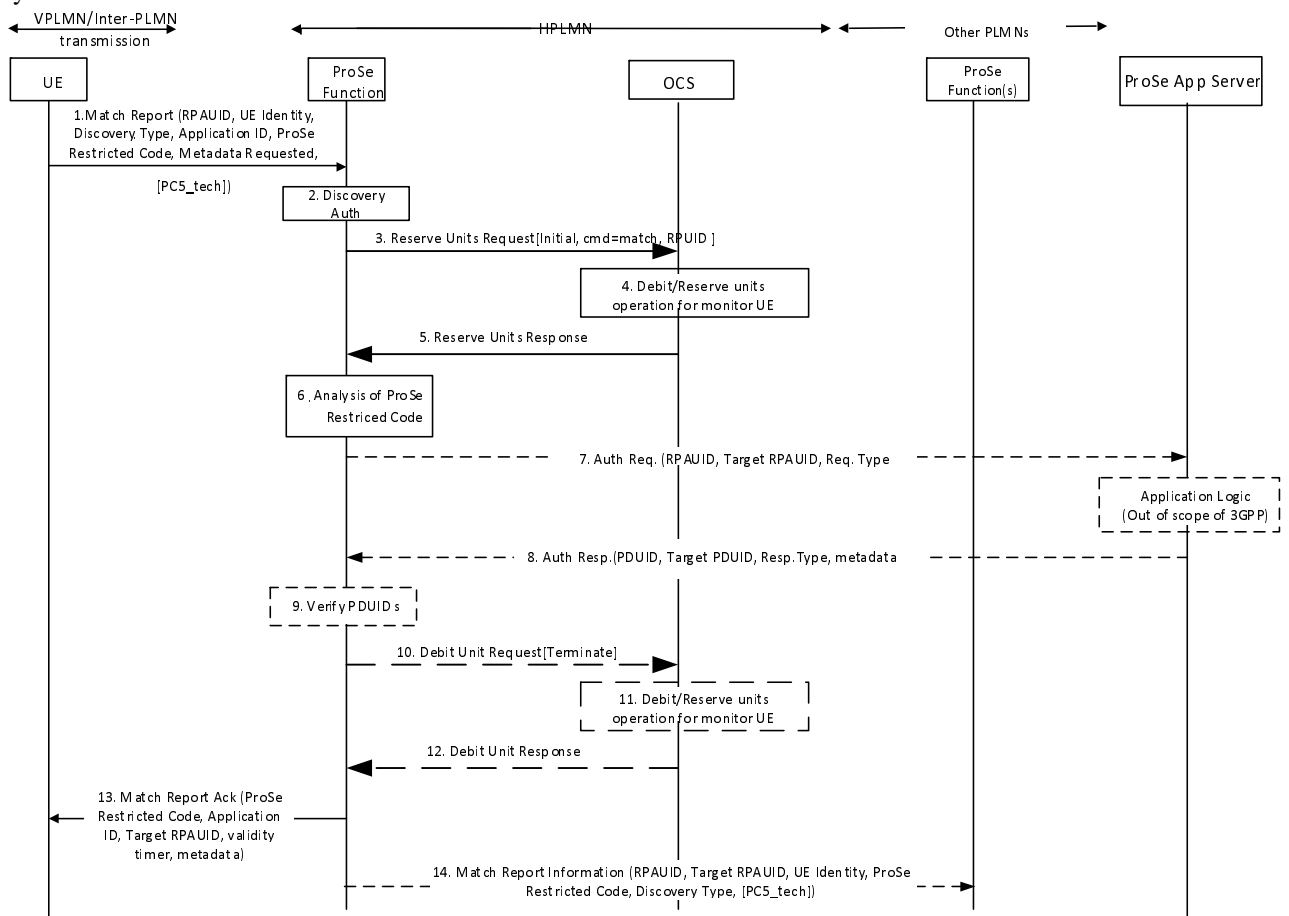 VPLMN/Inter-PLMN
transmission
HPLMN
Other PLMNs
UE
ProSe
Function
OCS
ProSe
Function(s)
ProSe App Server
1.Match Report (RPAUID, UE Identity,
Discovery Type, Application ID, ProSe
Restricted Code, Metadata Requested,
[PC5_tech])
2. Discovery
Auth
3. Reserve Units Request[Initial, cmd=match, RPUID ]
4. Debit/Reserve units
operation for monitor UE
5. Reserve Units Response
6 . Analysis of ProSe
Restriced Code
7. Auth Req. (RPAUID, Target RPAUID, Req. Type
Application Logic
(Out of scope of 3GPP)
8. Auth Resp.(PDUID, Target PDUID, Resp.Type, metadata
9. Verify PDUIDs
10. Debit Unit Request[Terminate]
11. Debit/Reserve units
operation for monitor UE
12. Debit Unit Response
13. Match Report Ack (ProSe
Restricted Code, Application
ID, Target RPAUID, validity
timer, metadata)
14. Match Report Information (RPAUID, Target RPAUID, UE Identity, ProSe
Restricted Code, Discovery Type, [PC5_tech])